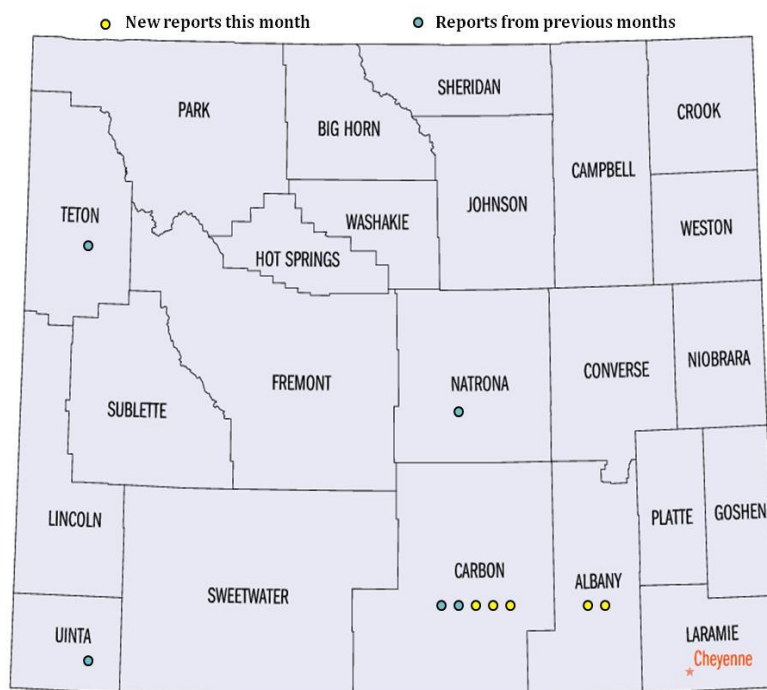 New reports this month
Reports from previous months
SHERIDAN
PARK
CROOK
BIG HORN
CAMPBELL
JOHNSON
TETON
WASHAKIE
WESTON
HOT SPRINGS
NIOBRARA
CONVERSE
FREMONT
NATRONA
SUBLETTE
GOSHEN
PLATTE
LINCOLN
CARBON
ALBANY
SWEETWATER
UINTA
LARAMIE
Cheyenne